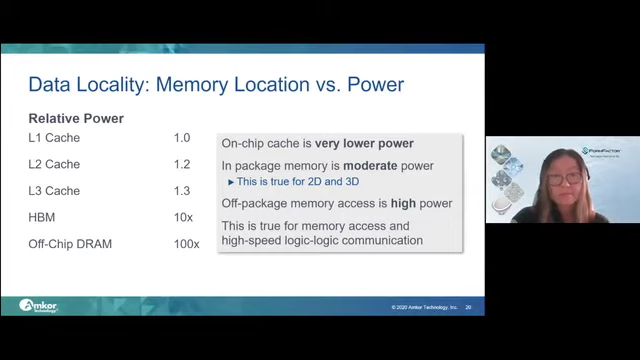 Data Locality: Memory Location vs. Power
Relative Power
L1 Cache 1.0
L2 Cache 1.2
L3 Cache 1.3
HBM 10x
Off-Chip DRAM 100x
On-chip cache is very lower power
In package memory is moderate power
This is true for 2D and 3D
Off-package memory access is high power
This is true for memory access and
high-speed logic-logic communication
Amkor
Technology
© 2020 Amkor Technology, Inc. 20
FORMFACTOR